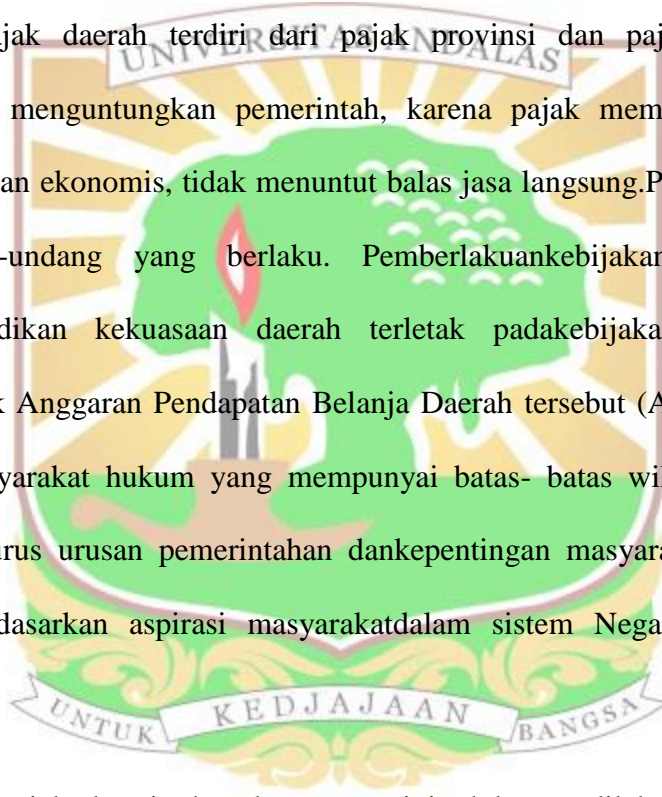 jak daerah terdiri dari pajak provinsi dan paj
UNIVERSITAS ANDALAS
menguntungkan pemerintah, karena pajak mem
an ekonomis, tidak menuntut balas jasa langsung.P
-undang yang berlaku. Pemberlakuankebijakan
dikan kekuasaan daerah terletak padakebijaka
k Anggaran Pendapatan Belanja Daerah tersebut (A
yarakat hukum yang mempunyai batas- batas wil
urus urusan pemerintahan dankepentingan masyara
dasarkan aspirasi masyarakatdalam sistem Nega
UNTUK KEDJAJAAN BANGSA